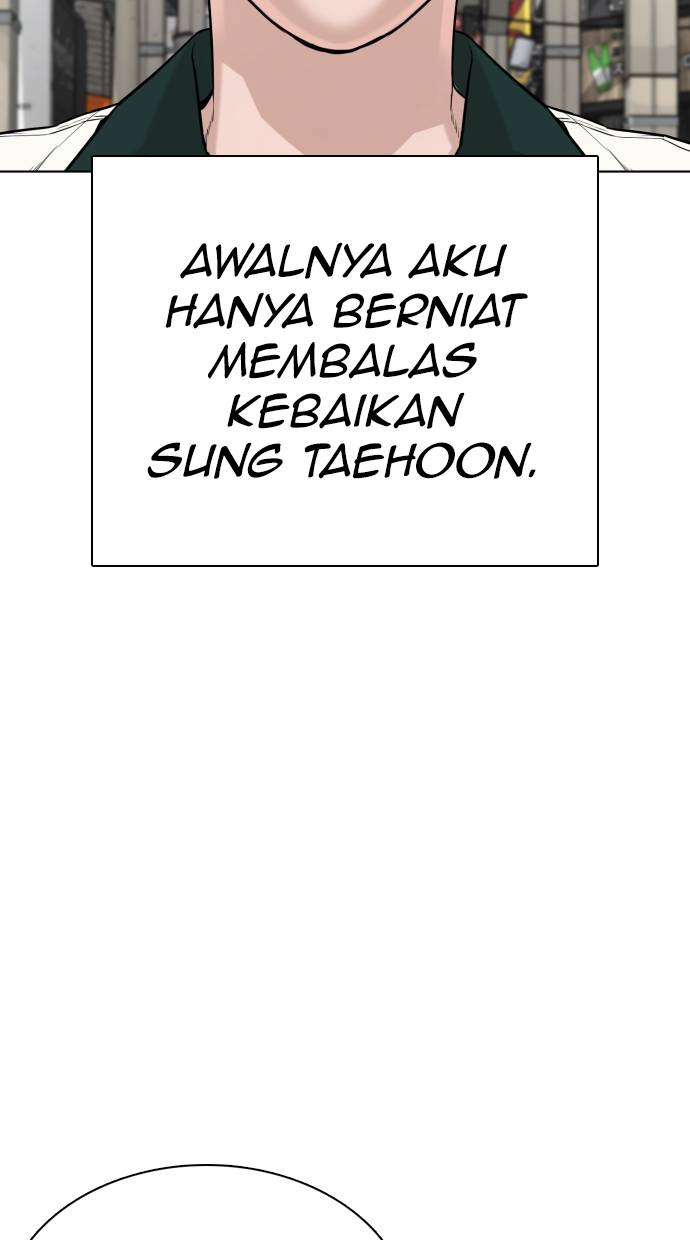 AWALNYA AKU
HANYA BERNIAT
MEMBALAS
KEBAIKAN
SUNG TAEHOON.